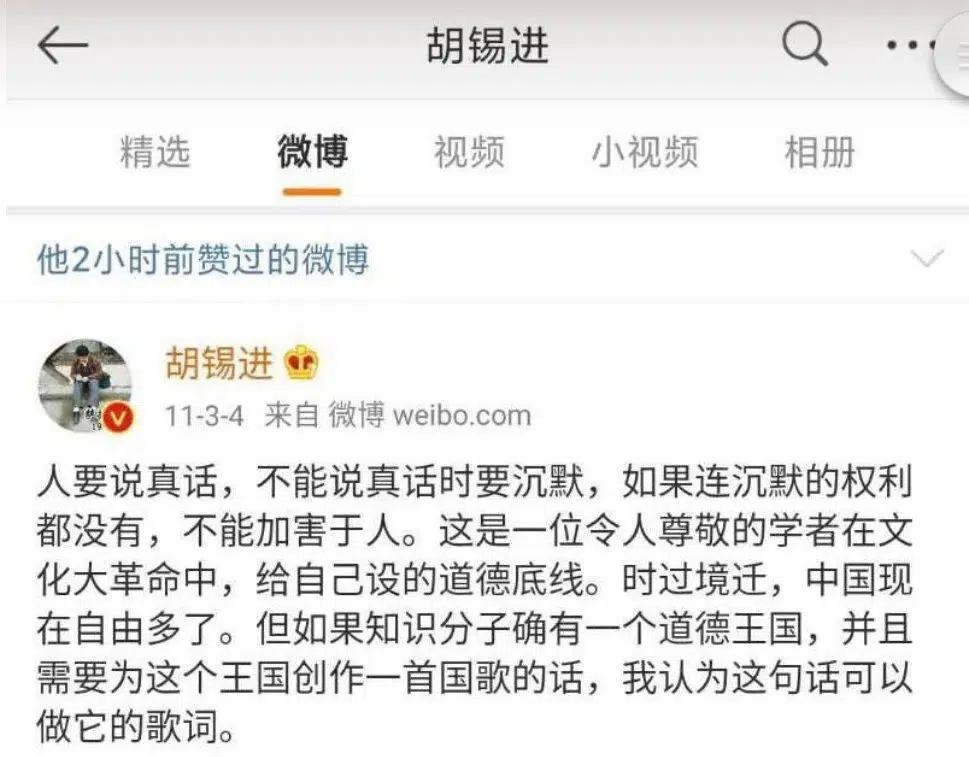 胡锡进
精选 微博 视频 小视频 相册
他2小时前赞过的微博
胡锡进
11-3-4 来自 微博 weibo.com
人要说真话，不能说真话时要沉默，如果连沉默的权利
都没有，不能加害于人。这是一位令人尊敬的学者在文
化大革命中，给自己设的道德底线。时过境迁，中国现
在自由多了。但如果知识分子确有一个道德王国，并且
需要为这个王国创作一首国歌的话，我认为这句话可以
做它的歌词。